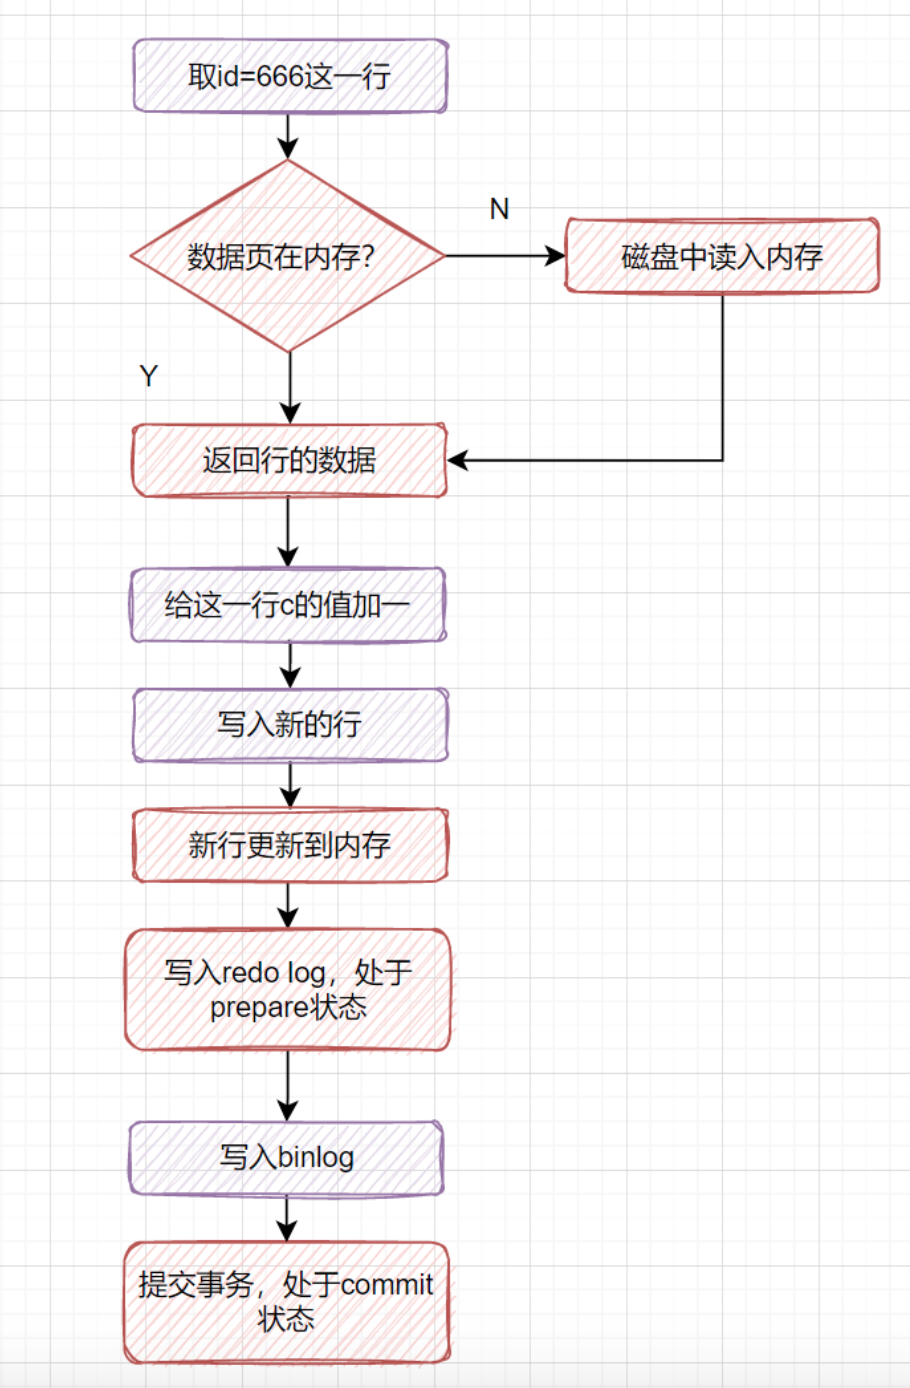 取id=666这一行
数据页在内存?
N
磁盘中读入内存
Y
返回行的数据
给这一行c的值加一
写入新的行
新行更新到内存
写入redo log，处于
prepare状态
写入binlog
提交事务，处于commit
状态